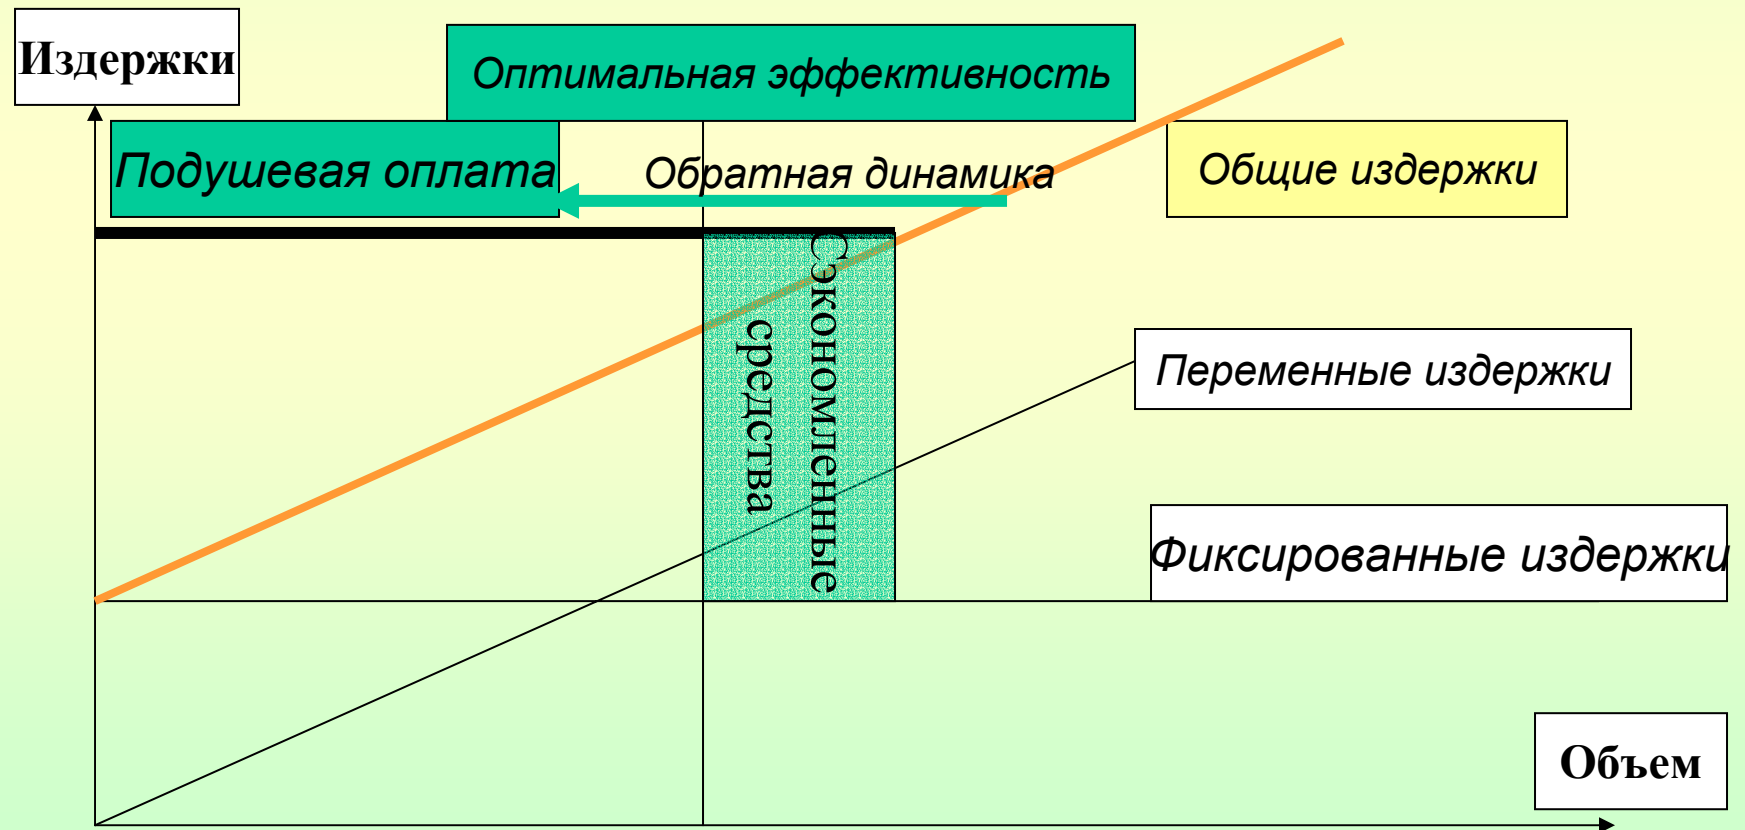 Издержки
Оптимальная эффективность
Подушевая оплата
Обратная динамика
Общие издержки
Сэкономленные
средства
Переменные издержки
Фиксированные издержки
Объем